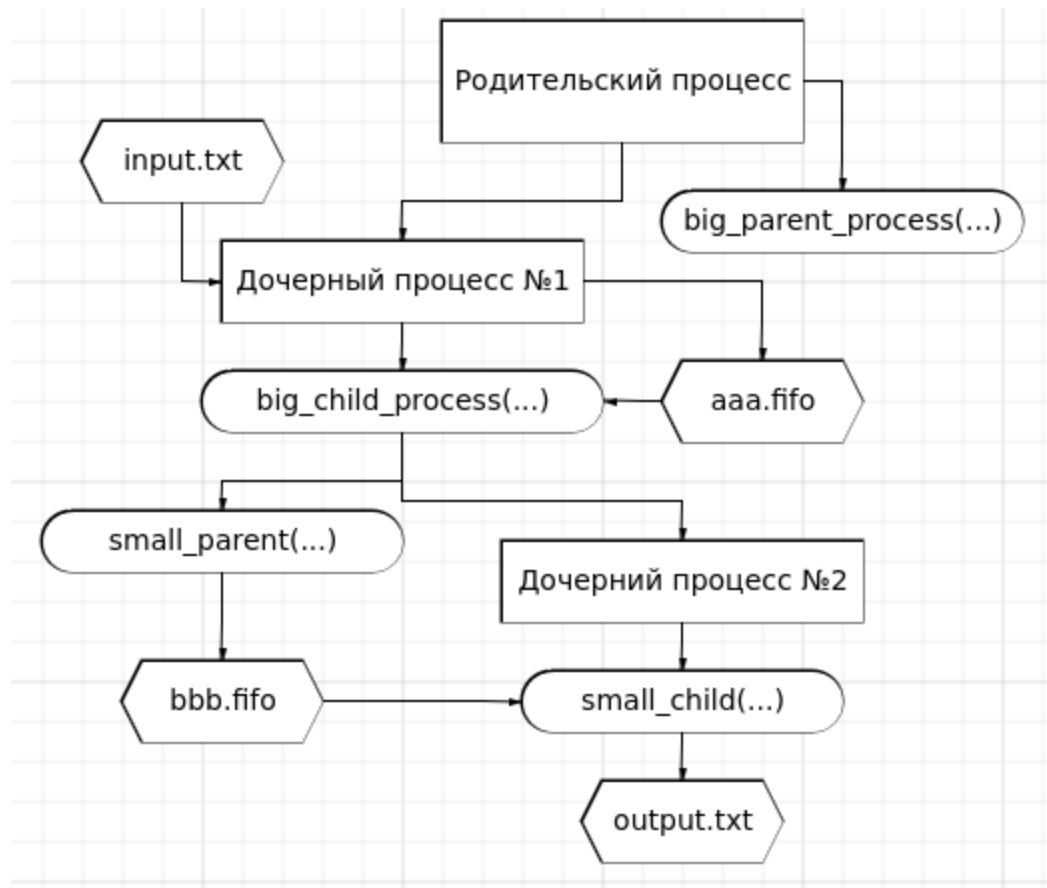 Родительский процесс
input.txt
big_parent_process(...)
Дочерный процесс №1
big_child_process(...)
aaa.fifo
small_parent(...)
Дочерний процесс №2
bbb.fifo
small_child(...)
output.txt